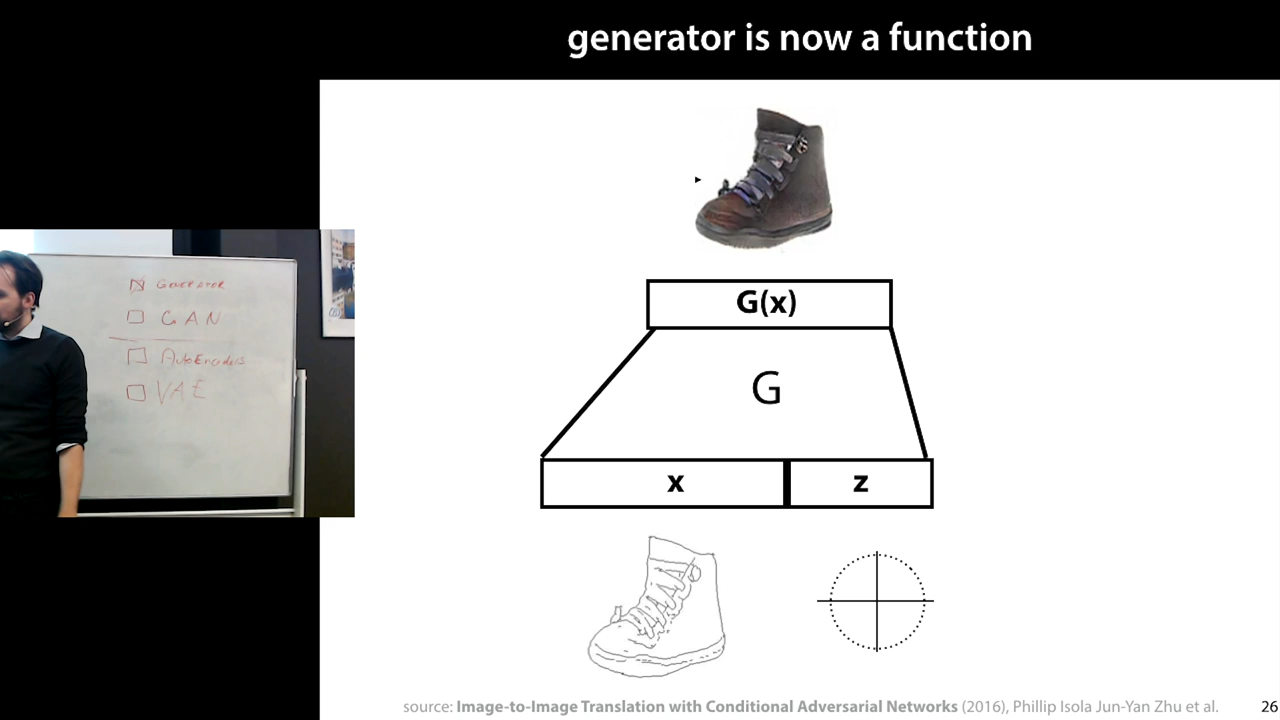 generator is now a function
GENERATOR
GAN
AutoEncoders
VAE
G(x)
G
x
z
source: Image-to-Image Translation with Conditional Adversarial Networks (2016), Phillip Isola Jun-Yan Zhu et al.
26